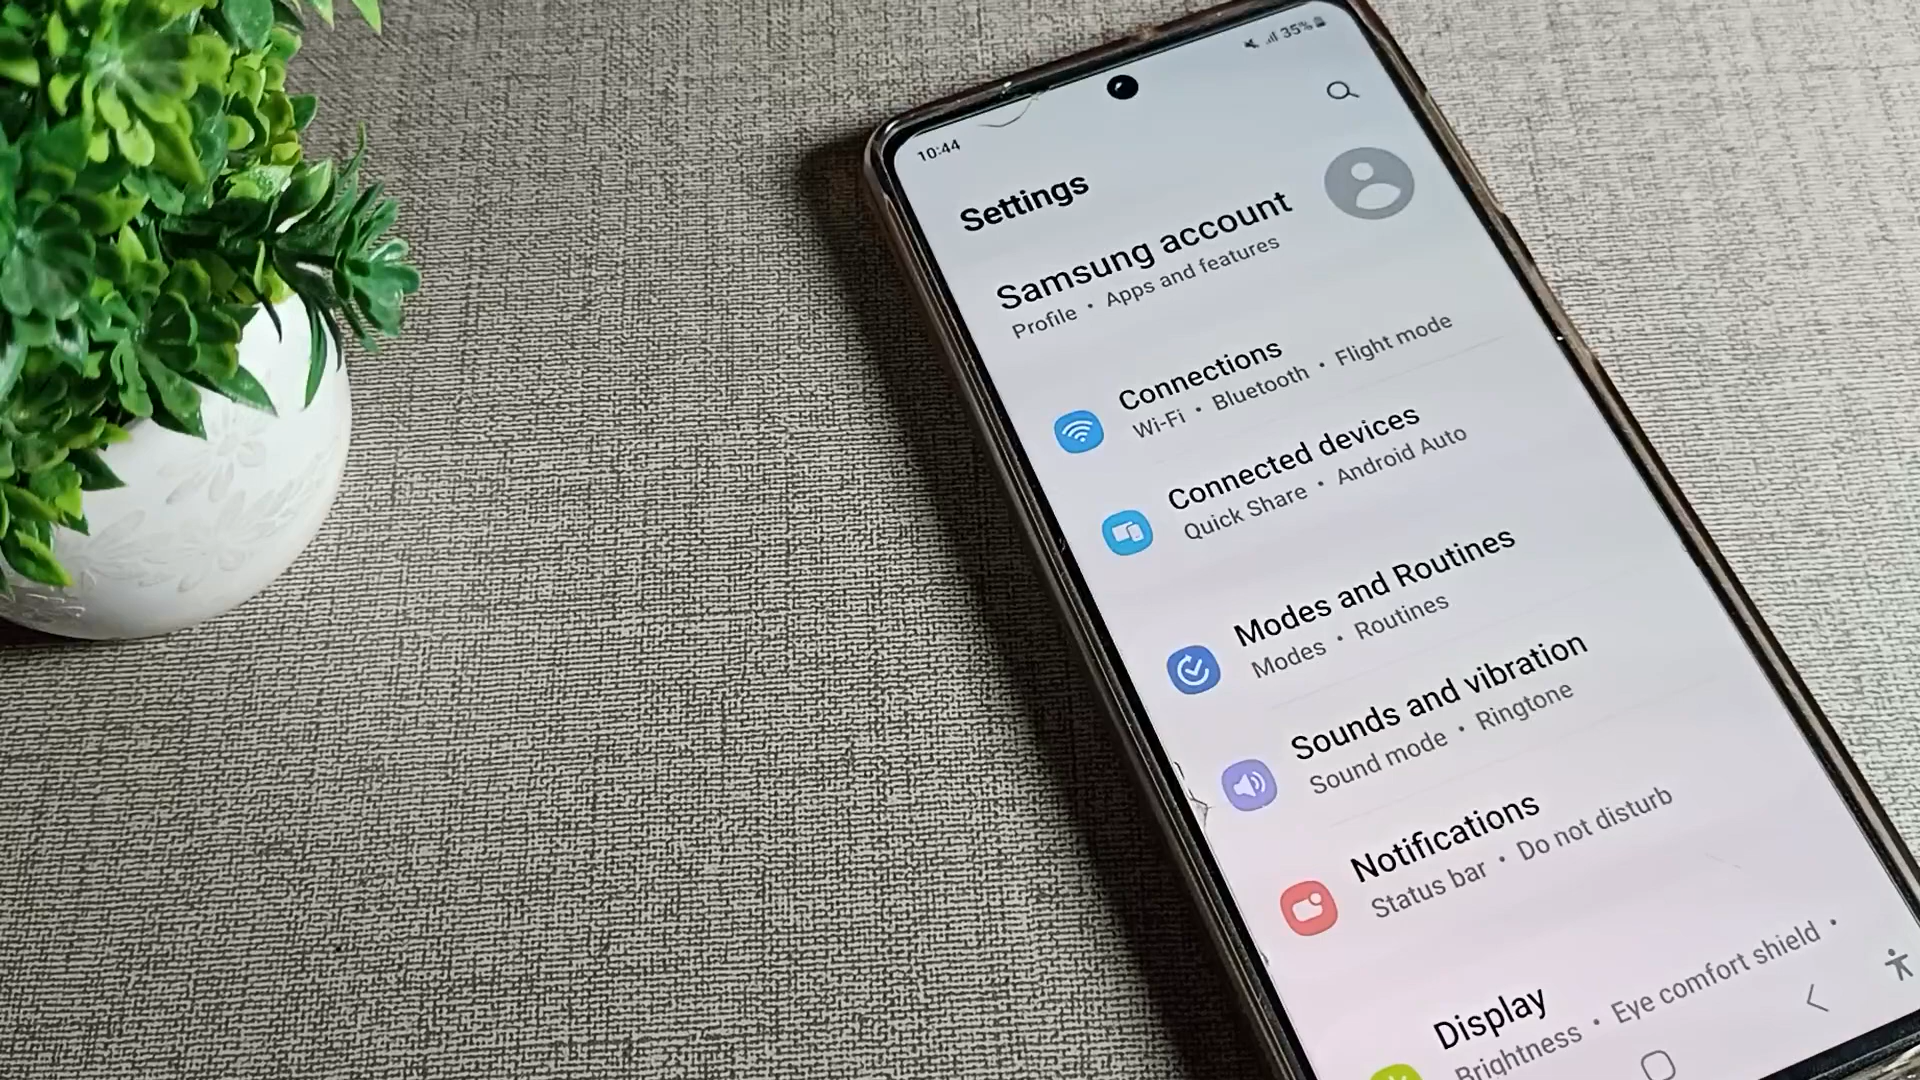 35%
10:44
Settings
Samsung account
Profile • Apps and features
Connections
Wi-Fi • Bluetooth • Flight mode
Connected devices
Quick Share • Android Auto
Modes and Routines
Modes • Routines
Sounds and vibration
Sound mode • Ringtone
Notifications
Status bar • Do not disturb
Display
Brightness • Eye comfort shield •